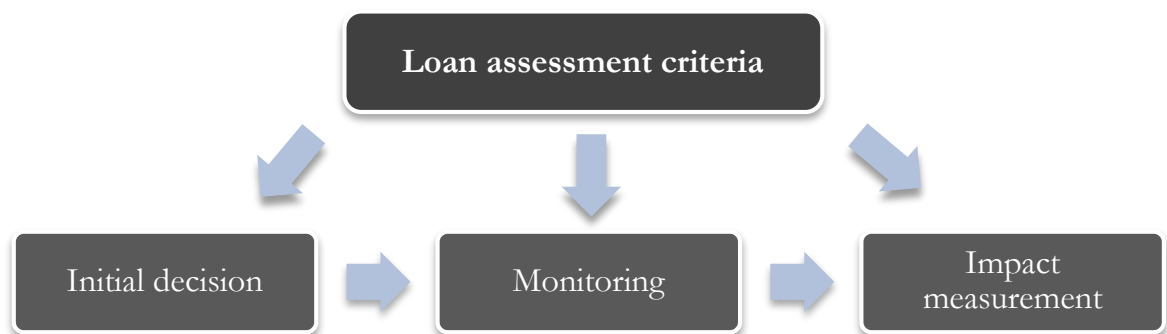 Loan assessment criteria
Initial decision
Monitoring
Impact
measurement